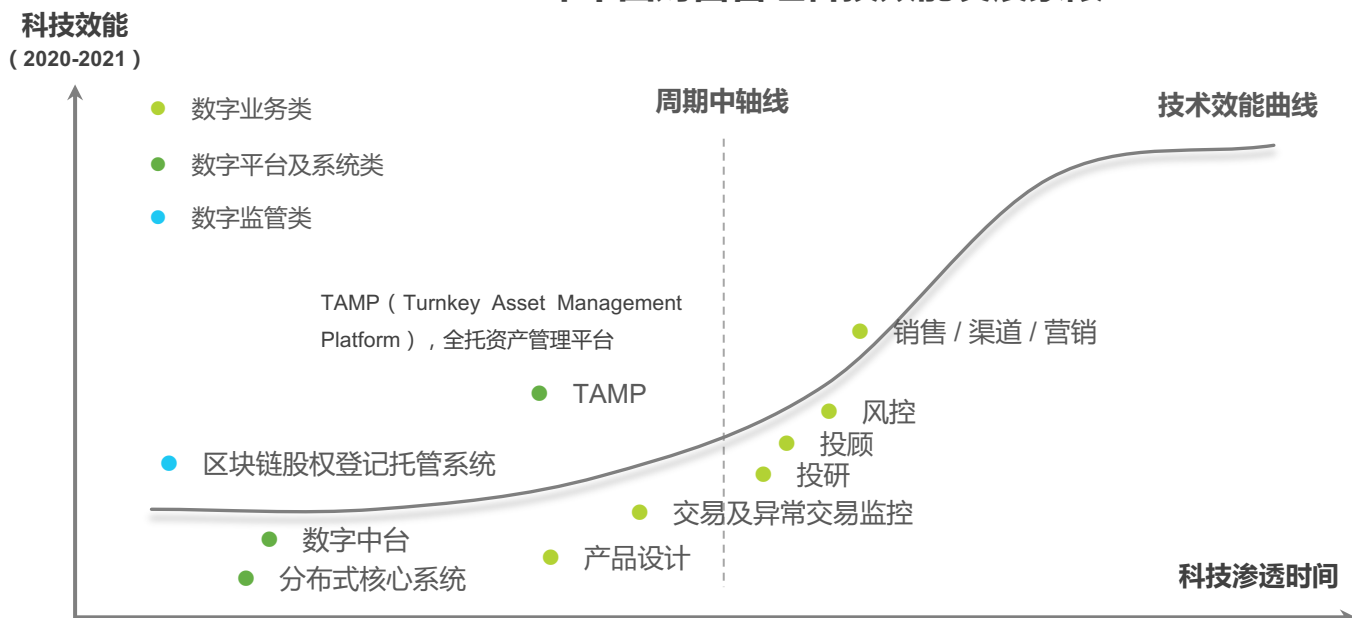 科技效能
（2020-2021）
周期中轴线
技术效能曲线
数字业务类
数字平台及系统类
数字监管类
TAMP（Turnkey Asset Management
Platform），全托资产管理平台
销售 / 渠道 / 营销
TAMP
风控
投顾
区块链股权登记托管系统
投研
交易及异常交易监控
数字中台
产品设计
分布式核心系统
科技渗透时间